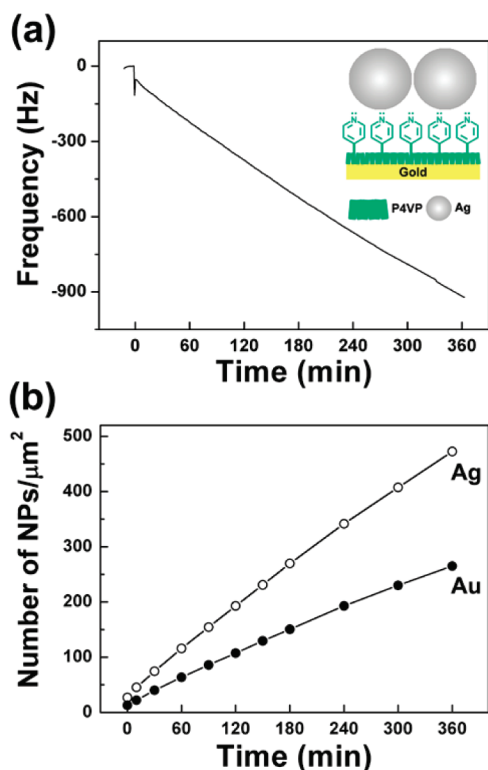 (a)
Frequency (Hz)
0
-300
-600
-900
N N N N N
Gold
P4VP Ag
0 60 120 180 240 300 360
Time (min)
(b)
Number of NPs/μm²
500
400
300
200
100
0
Ag
Au
0 60 120 180 240 300 360
Time (min)